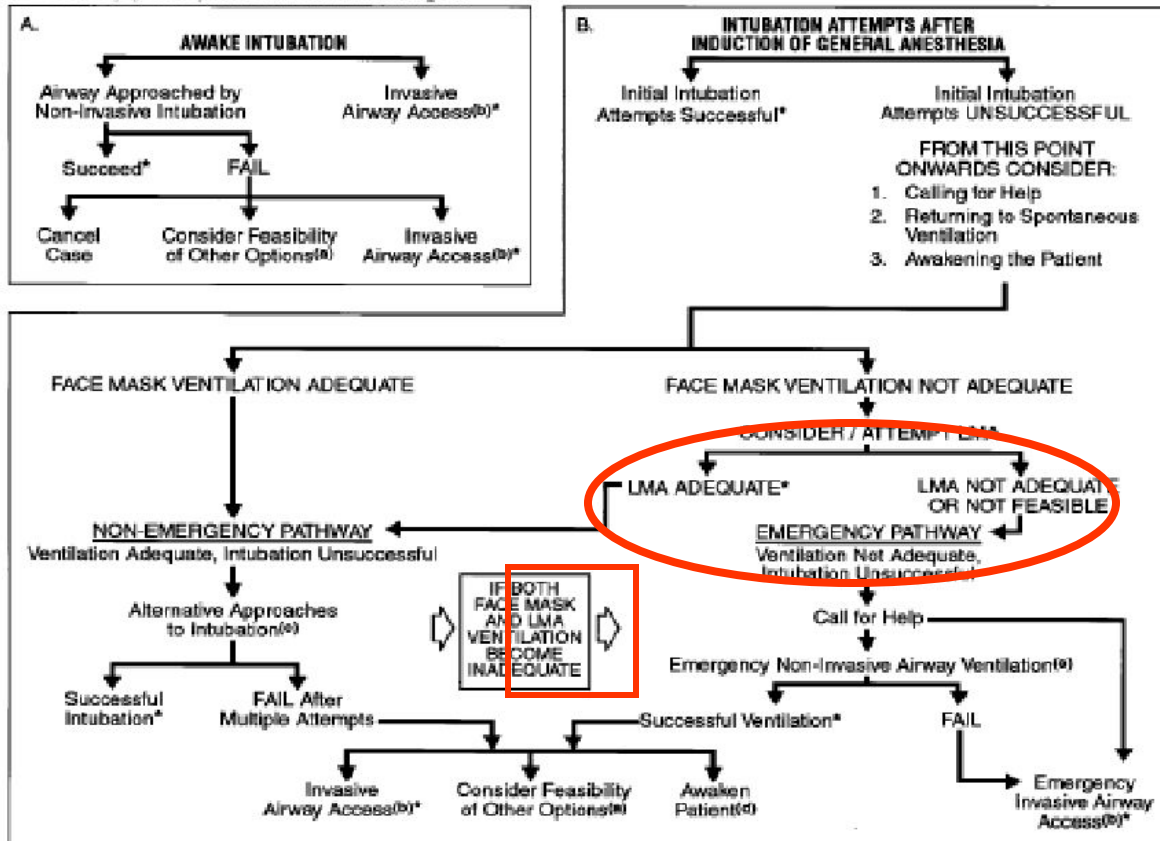 A.
AWAKE INTUBATION
Airway Approached by
Non-Invasive Intubation
Invasive
Airway Access(b)*
Succeed*
FAIL
Cancel
Case
Consider Feasibility
of Other Options(a)
Invasive
Airway Access(b)*
B.
INTUBATION ATTEMPTS AFTER
INDUCTION OF GENERAL ANESTHESIA
Initial Intubation
Attempts Successful*
Initial Intubation
Attempts UNSUCCESSFUL
FROM THIS POINT
ONWARDS CONSIDER:
1. Calling for Help
2. Returning to Spontaneous
Ventilation
3. Awakening the Patient
FACE MASK VENTILATION ADEQUATE
FACE MASK VENTILATION NOT ADEQUATE
CONSIDER / ATTEMPT LMA
LMA ADEQUATE*
LMA NOT ADEQUATE
OR NOT FEASIBLE
NON-EMERGENCY PATHWAY
Ventilation Adequate, Intubation Unsuccessful
EMERGENCY PATHWAY
Ventilation Not Adequate,
Intubation Unsuccessful
IF BOTH
FACE MASK
AND LMA
VENTILATION
BECOME
INADEQUATE
Alternative Approaches
to Intubation(c)
Call for Help
Emergency Non-Invasive Airway Ventilation(e)
Successful
Intubation*
FAIL After
Multiple Attempts
Successful Ventilation*
FAIL
Invasive
Airway Access(b)*
Consider Feasibility
of Other Options(a)
Awaken
Patient(d)
Emergency
Invasive Airway
Access(b)*